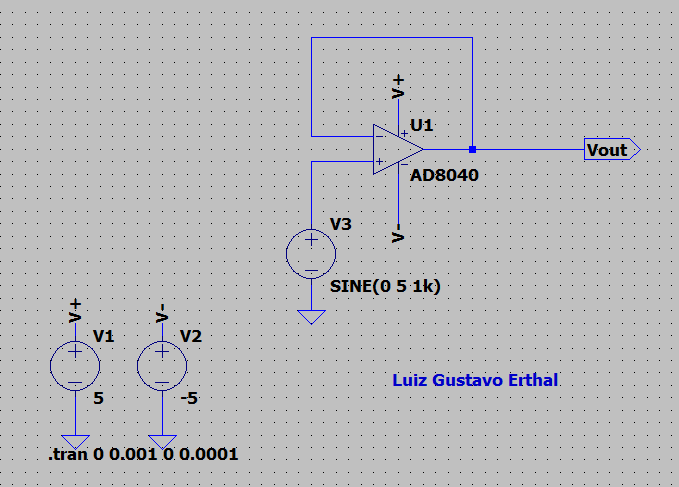 V+
U1
AD8040
Vout
V-
V3
SINE(0 5 1k)
V+
V1
5
V-
V2
-5
Luiz Gustavo Erthal
.tran 0 0.001 0 0.0001